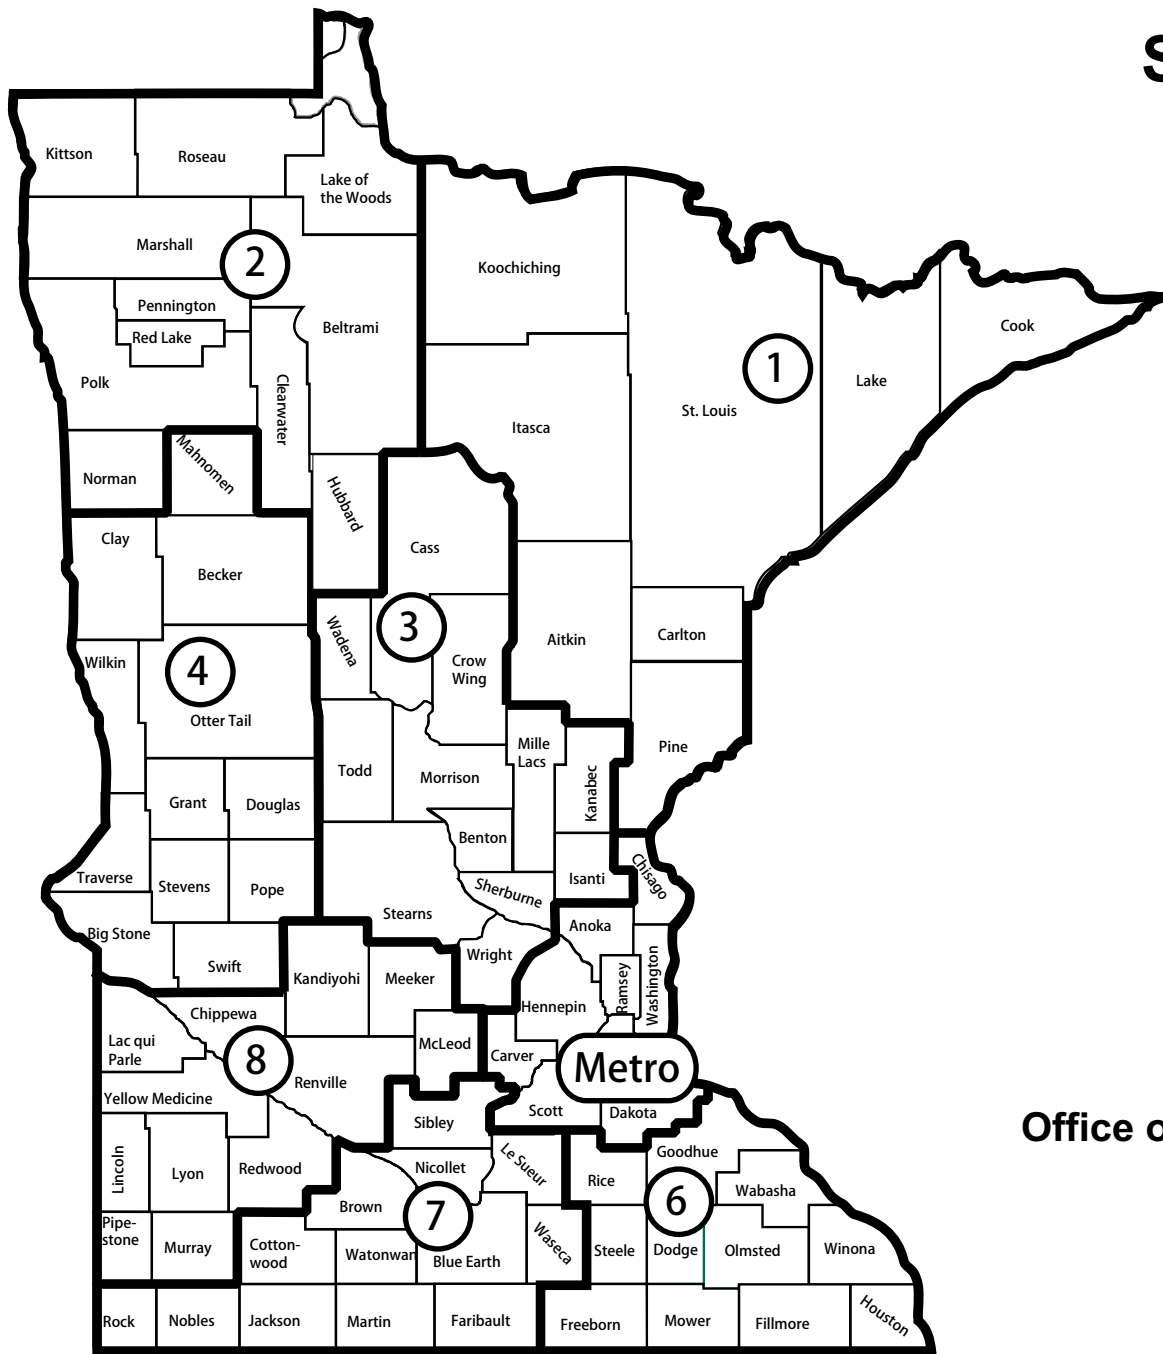 S
Kittson
Roseau
Lake of
the Woods
Marshall
2
Koochiching
Pennington
Red Lake
Beltrami
Cook
Polk
Clearwater
1
Lake
St. Louis
Itasca
Mahnomen
Norman
Hubbard
Clay
Cass
Becker
3
Wadena
Aitkin
Carlton
Wilkin
4
Crow
Wing
Otter Tail
Mille
Lacs
Pine
Todd
Morrison
Kanabec
Grant
Douglas
Benton
Traverse
Stevens
Pope
Isanti
Chisago
Sherburne
Stearns
Anoka
Big Stone
Wright
Swift
Kandiyohi
Meeker
Ramsey
Washington
Hennepin
Chippewa
Lac qui
Parle
8
McLeod
Carver
Metro
Renville
Yellow Medicine
Scott
Dakota
Sibley
Office o
Lincoln
Lyon
Redwood
Nicollet
Le Sueur
Goodhue
Rice
Wabasha
6
Brown
7
Pipe-
stone
Murray
Cotton-
wood
Watonwan
Blue Earth
Waseca
Steele
Dodge
Olmsted
Winona
Rock
Nobles
Jackson
Martin
Faribault
Freeborn
Mower
Fillmore
Houston